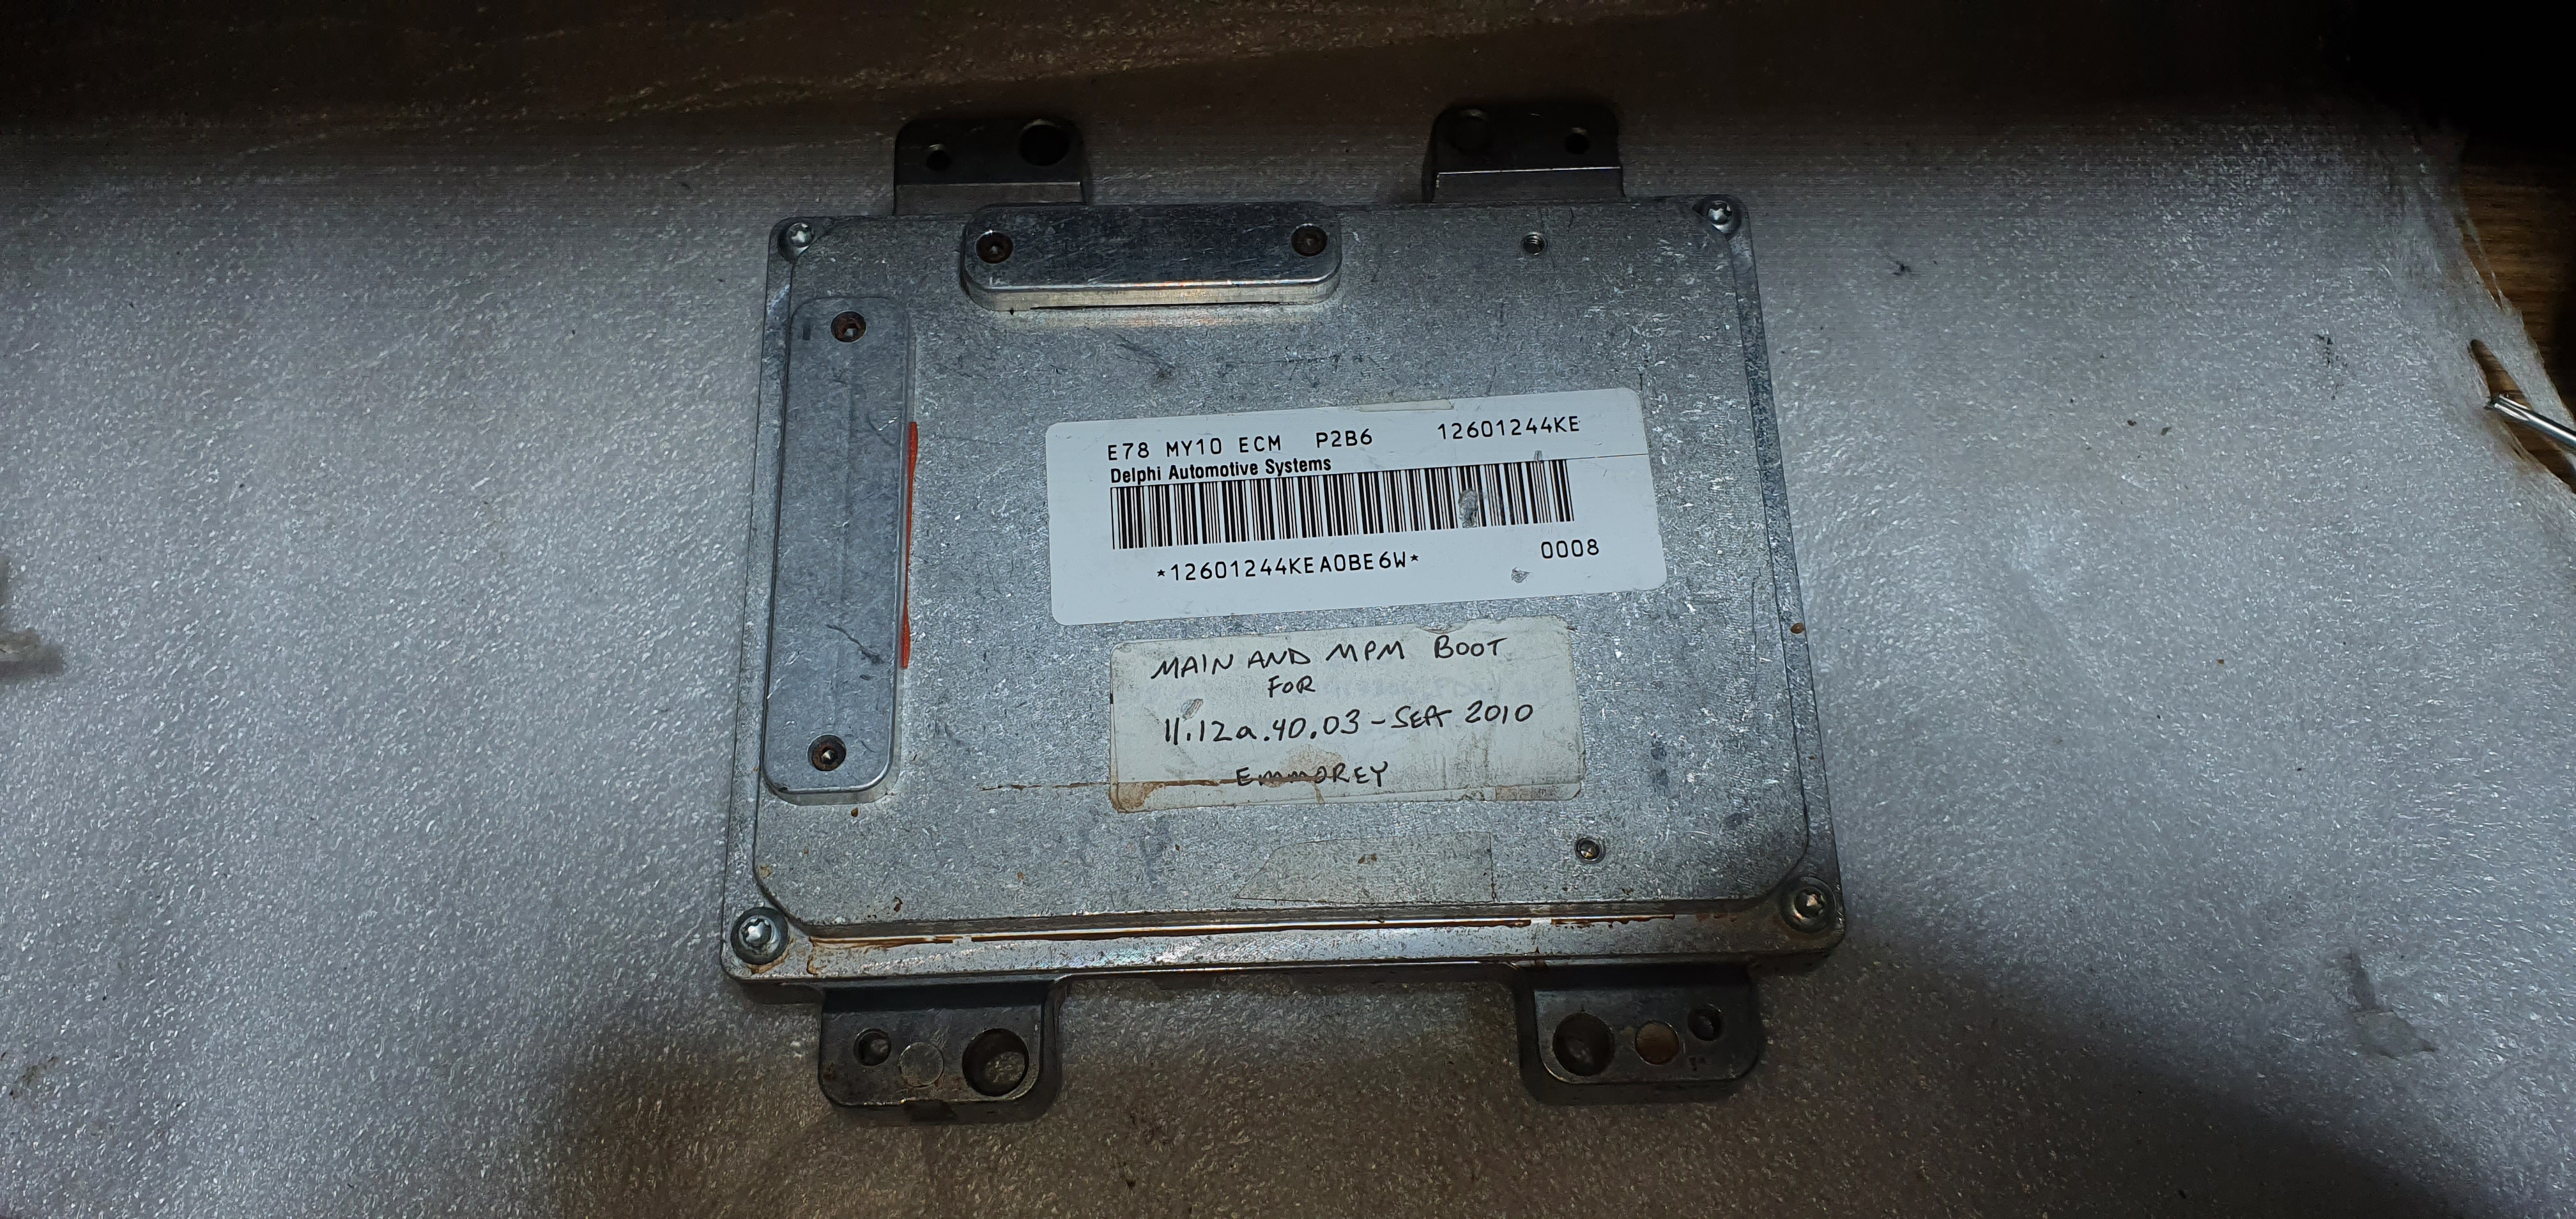 E78 MY10 ECM P2B6 12601244KE
Delphi Automotive Systems
*12601244KEA0BE6W* 0008
MAIN AND MPM BOOT
FOR
11.12a.40.03 - SEPT 2010
EmmOREY